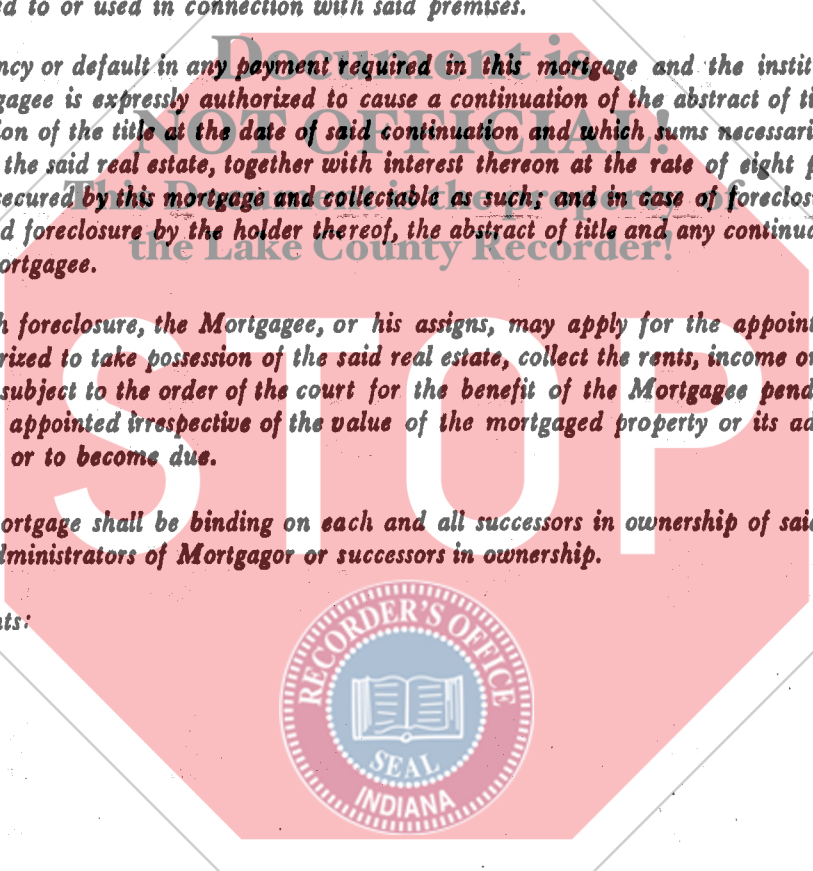 ed to or used in connection with said premises.
Document is
ncy or default in any payment required in this mortgage and the instit
gagee is expressly authorized to cause a continuation of the abstract of ti
NOT OFFICIAL!
ion of the title at the date of said continuation and which sums necessari
the said real estate, together with interest thereon at the rate of eight p
This Document is the property of
secured by this mortgage and collectable as such; and in case of foreclos
d foreclosure by the holder thereof, the abstract of title and any continua
the Lake County Recorder!
ortgagee.
h foreclosure, the Mortgagee, or his assigns, may apply for the appoint
rized to take possession of the said real estate, collect the rents, income or
subject to the order of the court for the benefit of the Mortgagee pend
STOP
appointed irrespective of the value of the mortgaged property or its ad
or to become due.
ortgage shall be binding on each and all successors in ownership of said
dministrators of Mortgagor or successors in ownership.
nts:
RECORDER'S OFFICE
SEAL
INDIANA